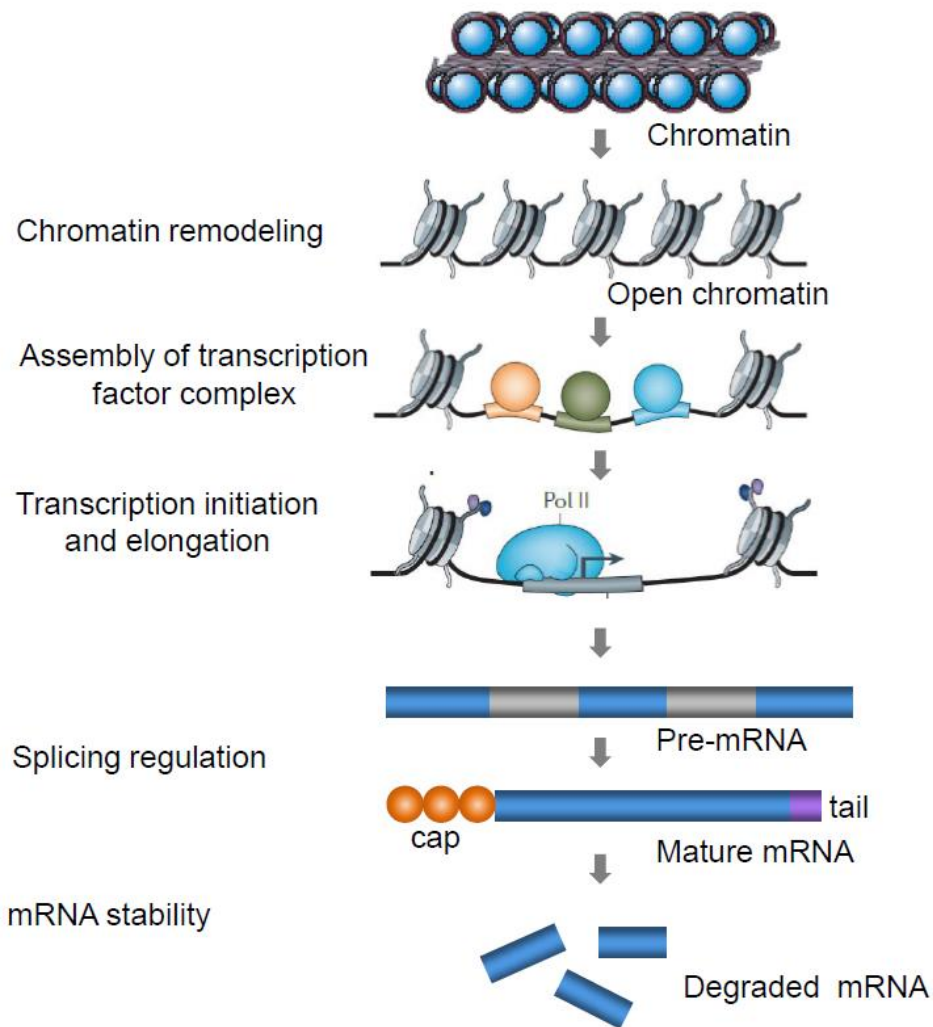 Chromatin
Chromatin remodeling
Open chromatin
Assembly of transcription
factor complex
Transcription initiation
and elongation
Pol II
Pre-mRNA
Splicing regulation
cap
tail
Mature mRNA
mRNA stability
Degraded mRNA